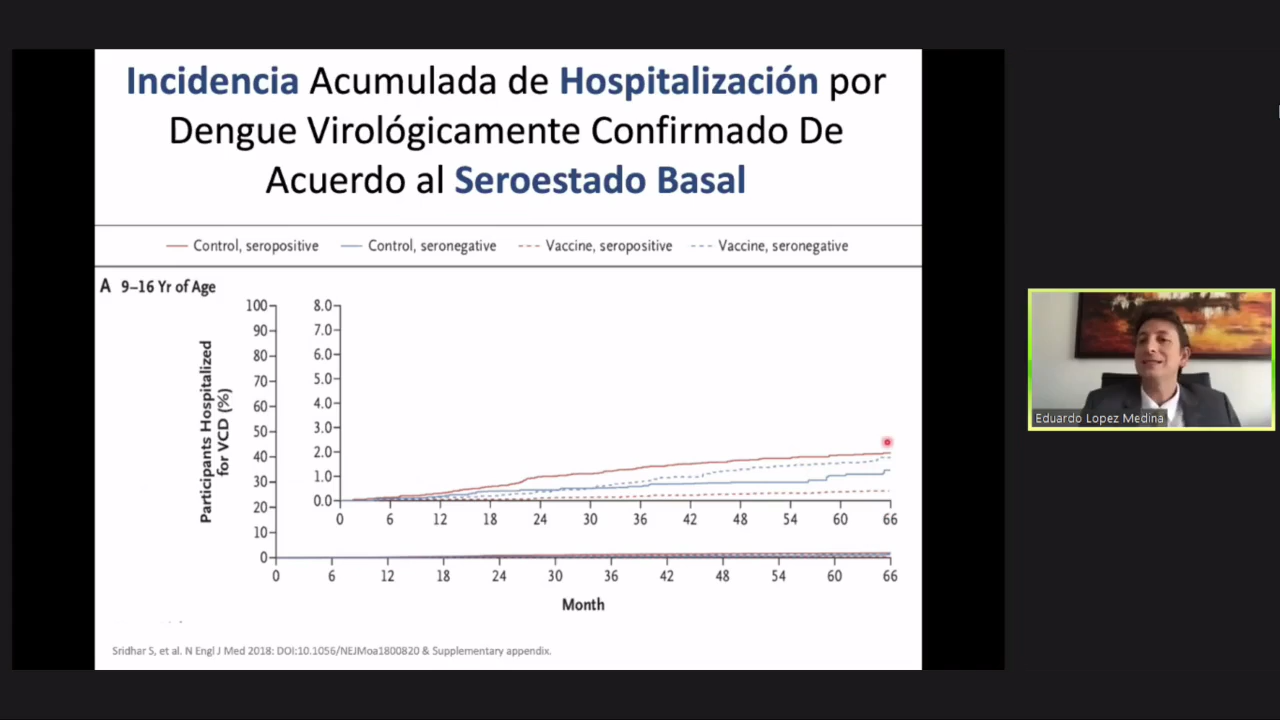 Incidencia Acumulada de Hospitalización por
Dengue Virológicamente Confirmado De
Acuerdo al Seroestado Basal
Control, seropositive Control, seronegative Vaccine, seropositive Vaccine, seronegative
A 9–16 Yr of Age
Participants Hospitalized
for VCD (%)
100
90
80
70
60
50
40
30
20
10
0
8.0
7.0
6.0
5.0
4.0
3.0
2.0
1.0
0.0
0 6 12 18 24 30 36 42 48 54 60 66
0 6 12 18 24 30 36 42 48 54 60 66
Month
Sridhar S, et al. N Engl J Med 2018: DOI:10.1056/NEJMoa1800820 & Supplementary appendix.
Eduardo Lopez Medina